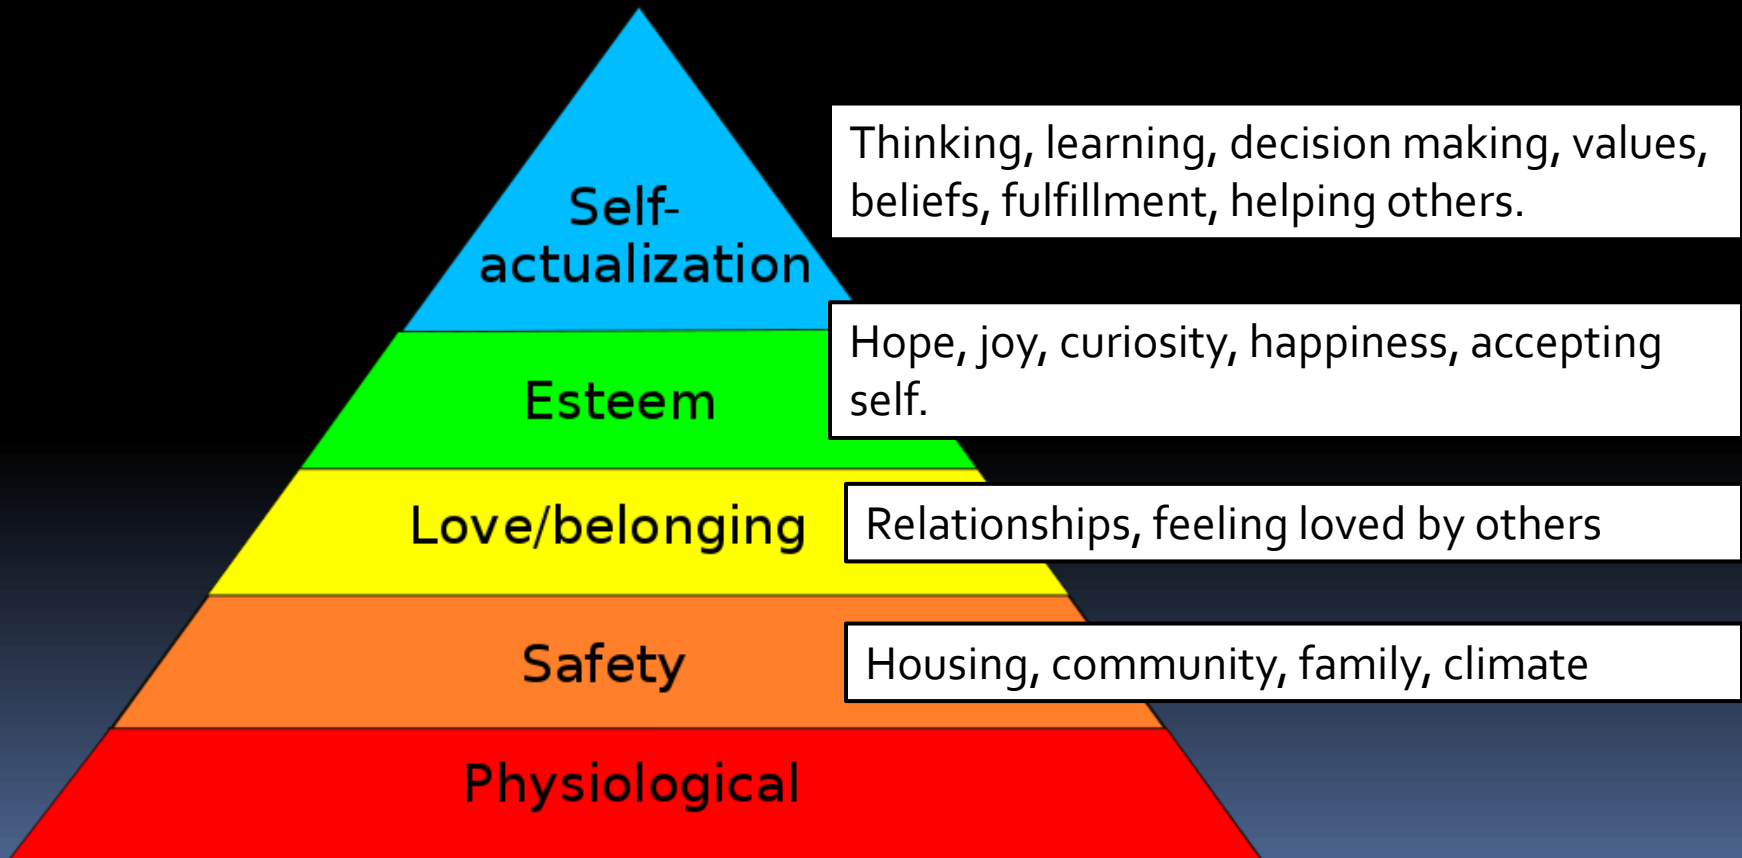 Self-
actualization
Thinking, learning, decision making, values,
beliefs, fulfillment, helping others.
Esteem
Hope, joy, curiosity, happiness, accepting
self.
Love/belonging
Relationships, feeling loved by others
Safety
Housing, community, family, climate
Physiological